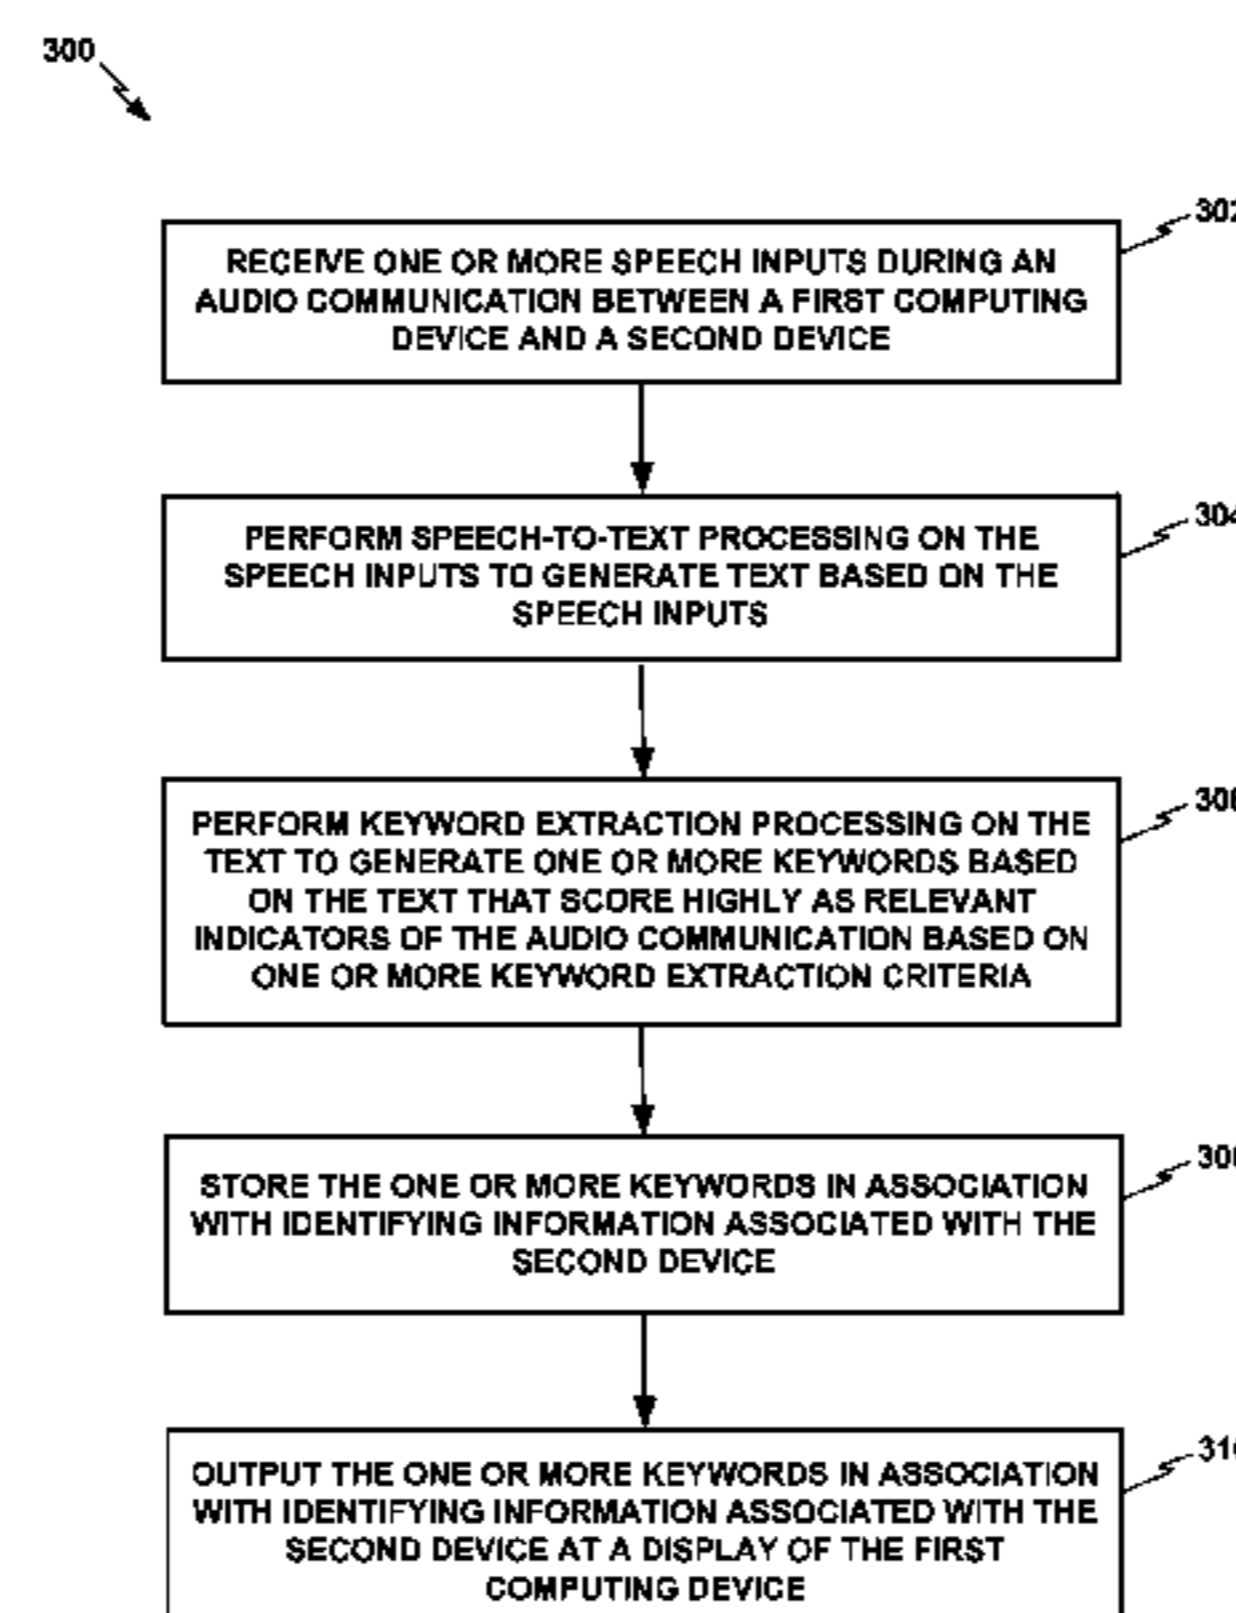 300
302
RECEIVE ONE OR MORE SPEECH INPUTS DURING AN
AUDIO COMMUNICATION BETWEEN A FIRST COMPUTING
DEVICE AND A SECOND DEVICE
304
PERFORM SPEECH-TO-TEXT PROCESSING ON THE
SPEECH INPUTS TO GENERATE TEXT BASED ON THE
SPEECH INPUTS
PERFORM KEYWORD EXTRACTION PROCESSING ON THE
TEXT TO GENERATE ONE OR MORE KEYWORDS BASED
ON THE TEXT THAT SCORE HIGHLY AS RELEVANT
INDICATORS OF THE AUDIO COMMUNICATION BASED ON
ONE OR MORE KEYWORD EXTRACTION CRITERIA
STORE THE ONE OR MORE KEYWORDS IN ASSOCIATION
WITH IDENTIFYING INFORMATION ASSOCIATED WITH THE
SECOND DEVICE
310
OUTPUT THE ONE OR MORE KEYWORDS IN ASSOCIATION
WITH IDENTIFYING INFORMATION ASSOCIATED WITH THE
SECOND DEVICE AT A DISPLAY OF THE FIRST
COMPUTING DEVICE